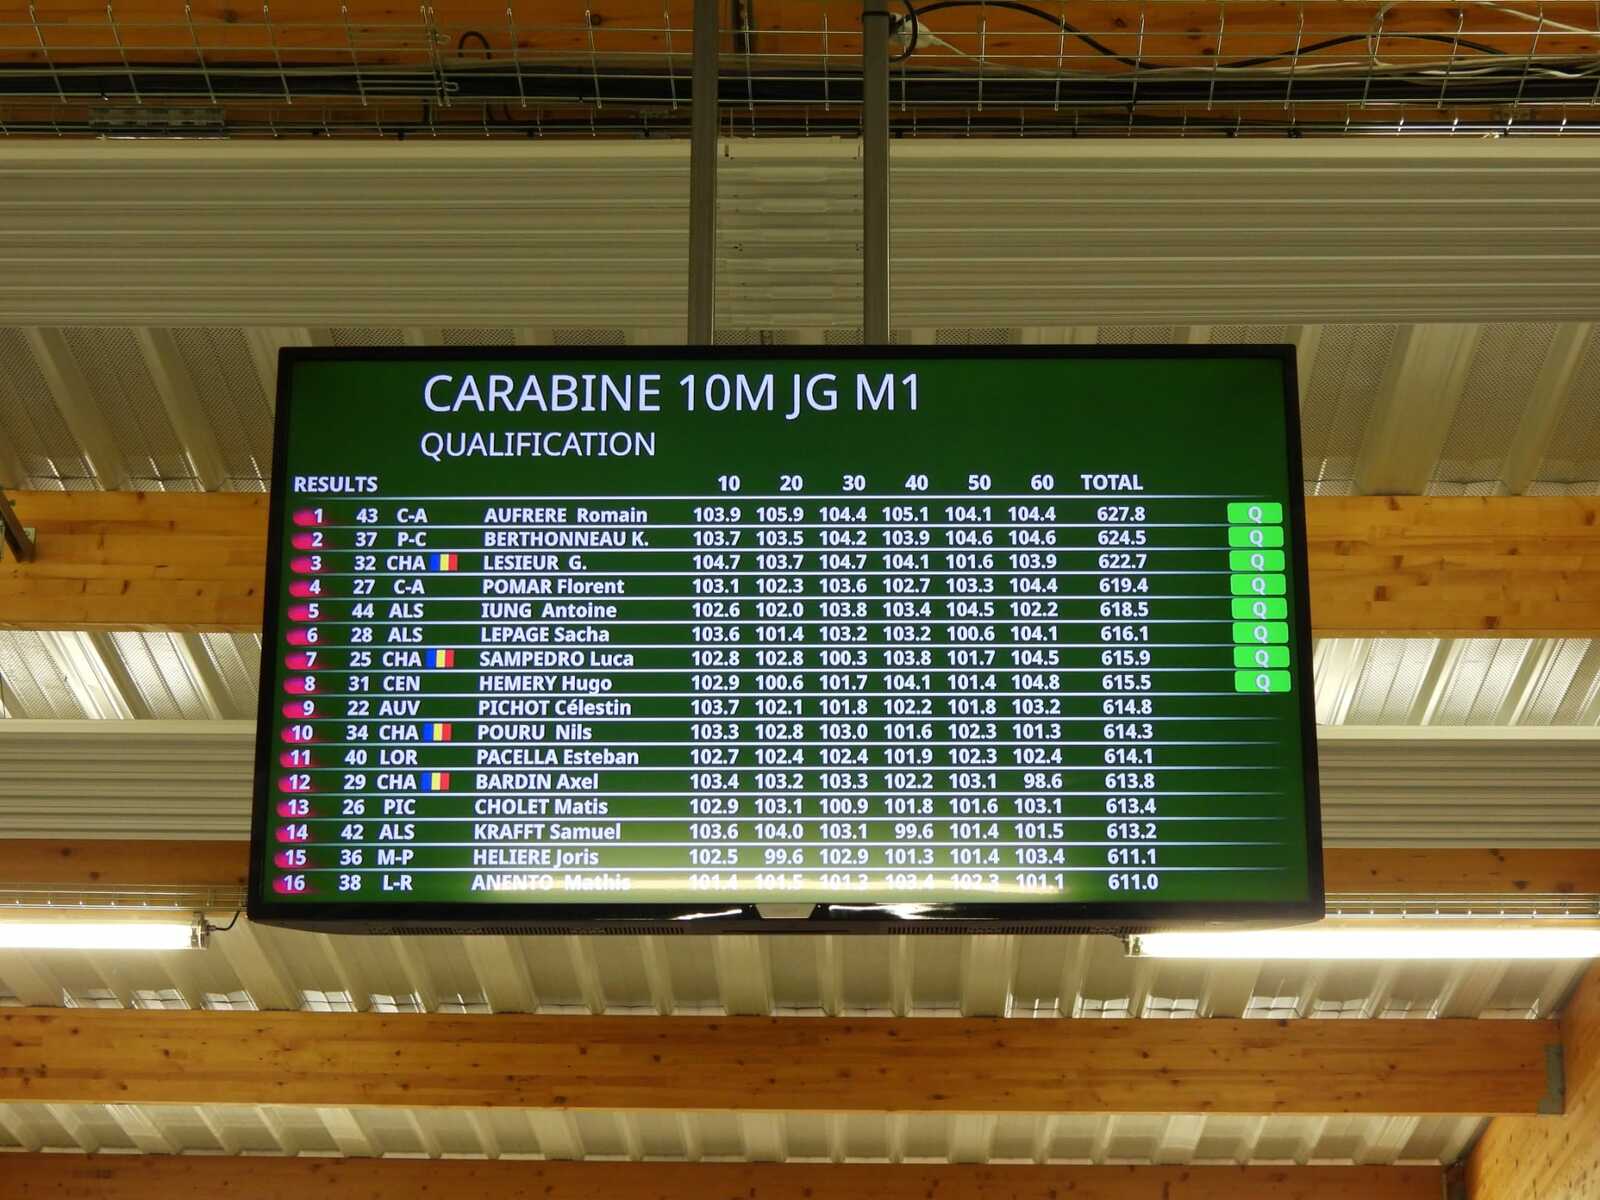 CARABINE 10M JG M1
QUALIFICATION
RESULTS 10 20 30 40 50 60 TOTAL
1 43 C-A AUFRERE Romain 103.9 105.9 104.4 105.1 104.1 104.4 627.8 Q
2 37 P-C BERTHONNEAU K. 103.7 103.5 104.2 103.9 104.6 104.6 624.5 Q
3 32 CHA LESIEUR G. 104.7 103.7 104.7 104.1 101.6 103.9 622.7 Q
4 27 C-A POMAR Florent 103.1 102.3 103.6 102.7 103.3 104.4 619.4 Q
5 44 ALS IUNG Antoine 102.6 102.0 103.8 103.4 104.5 102.2 618.5 Q
6 28 ALS LEPAGE Sacha 103.6 101.4 103.2 103.2 100.6 104.1 616.1 Q
7 25 CHA SAMPEDRO Luca 102.8 102.8 100.3 103.8 101.7 104.5 615.9 Q
8 31 CEN HEMERY Hugo 102.9 100.6 101.7 104.1 101.4 104.8 615.5 Q
9 22 AUV PICHOT Célestin 103.7 102.1 101.8 102.2 101.8 103.2 614.8
10 34 CHA POURU Nils 103.3 102.8 103.0 101.6 102.3 101.3 614.3
11 40 LOR PACELLA Esteban 102.7 102.4 102.4 101.9 102.3 102.4 614.1
12 29 CHA BARDIN Axel 103.4 103.2 103.3 102.2 103.1 98.6 613.8
13 26 PIC CHOLET Matis 102.9 103.1 100.9 101.8 101.6 103.1 613.4
14 42 ALS KRAFFT Samuel 103.6 104.0 103.1 99.6 101.4 101.5 613.2
15 36 M-P HELIERE Joris 102.5 99.6 102.9 101.3 101.4 103.4 611.1
16 38 L-R ANENTO Mathis 101.4 101.5 101.3 103.4 102.3 101.1 611.0